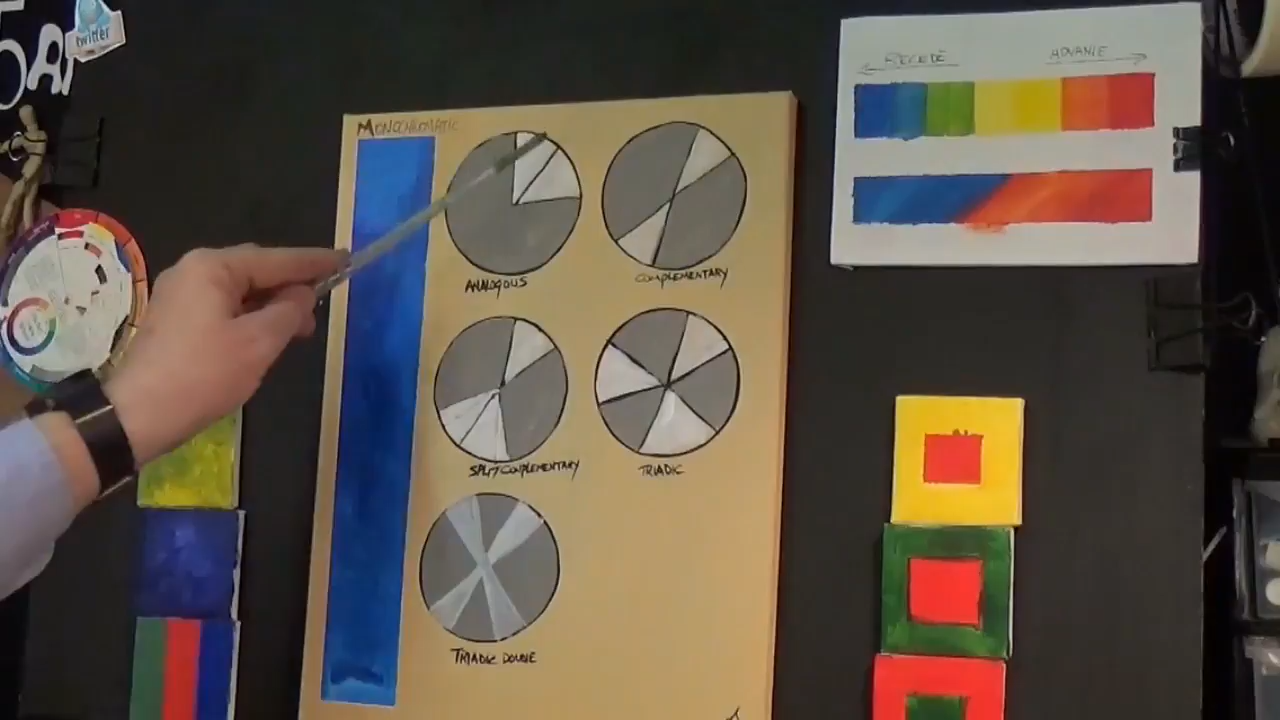 twitter
RECEDE
ADVANCE
MONOCHROMATIC
ANALOGOUS
COMPLEMENTARY
SPLIT COMPLEMENTARY
TRIADIC
TRIADIC DOUBLE